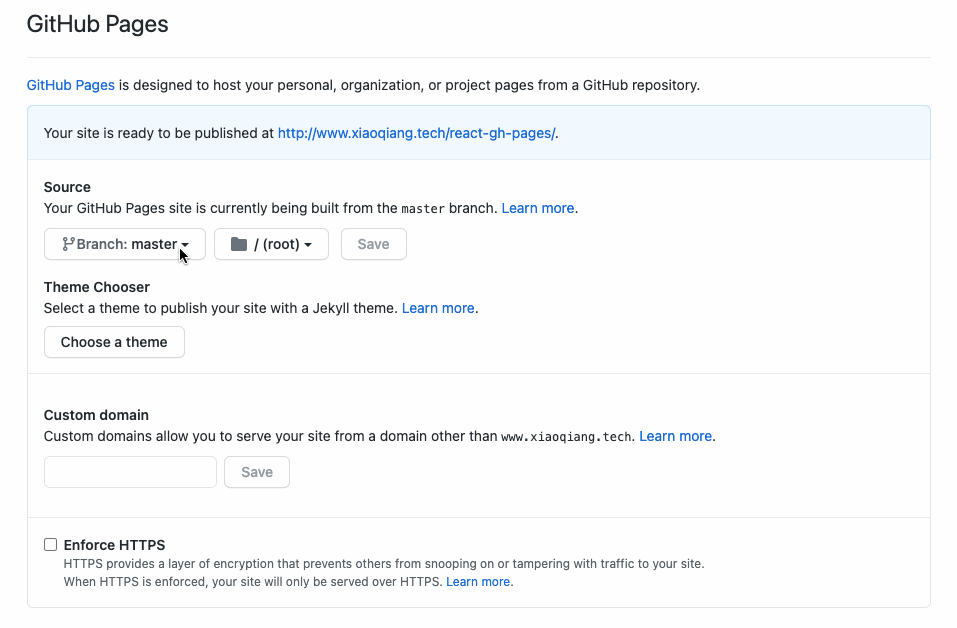 GitHub Pages
GitHub Pages is designed to host your personal, organization, or project pages from a GitHub repository.
Your site is ready to be published at http://www.xiaoqiang.tech/react-gh-pages/.
Source
Your GitHub Pages site is currently being built from the master branch. Learn more.
Branch: master / (root) Save
Theme Chooser
Select a theme to publish your site with a Jekyll theme. Learn more.
Choose a theme
Custom domain
Custom domains allow you to serve your site from a domain other than www.xiaoqiang.tech. Learn more.
Save
Enforce HTTPS
HTTPS provides a layer of encryption that prevents others from snooping on or tampering with traffic to your site.
When HTTPS is enforced, your site will only be served over HTTPS. Learn more.